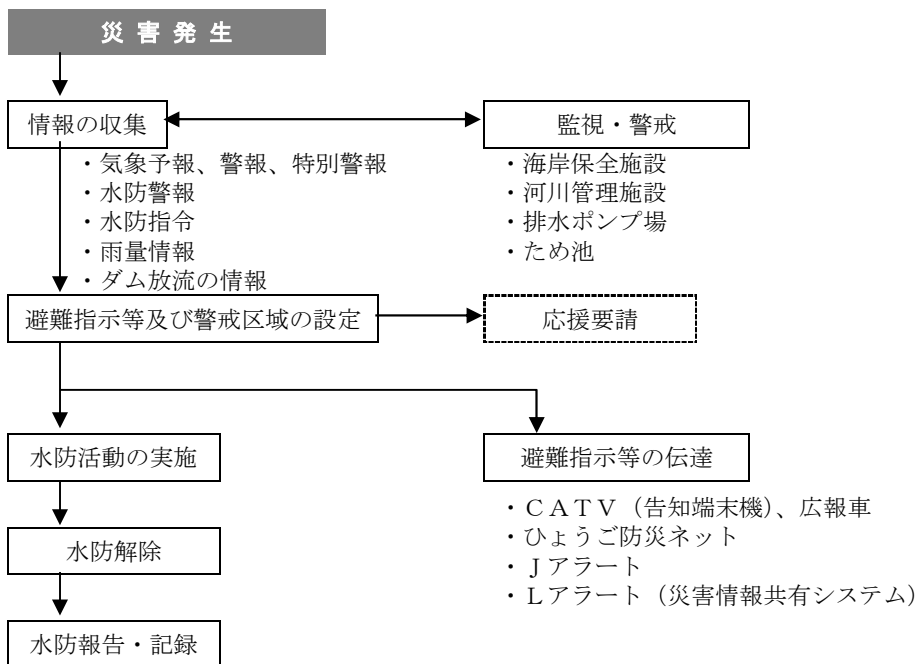 災害発生
情報の収集
監視・警戒
・気象予報、警報、特別警報
・水防警報
・水防指令
・雨量情報
・ダム放流の情報
・海岸保全施設
・河川管理施設
・排水ポンプ場
・ため池
避難指示等及び警戒区域の設定
応援要請
水防活動の実施
避難指示等の伝達
・ＣＡＴＶ（告知端末機）、広報車
・ひょうご防災ネット
・Ｊアラート
・Ｌアラート（災害情報共有システム）
水防解除
水防報告・記録